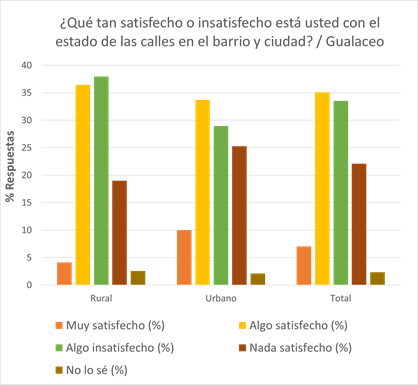 ¿Qué tan satisfecho o insatisfecho está usted con el
estado de las calles en el barrio y ciudad? / Gualaceo
% Respuestas
40
35
30
25
20
15
10
5
0
Rural Urbano Total
Muy satisfecho (%) Algo satisfecho (%)
Algo insatisfecho (%) Nada satisfecho (%)
No lo sé (%)